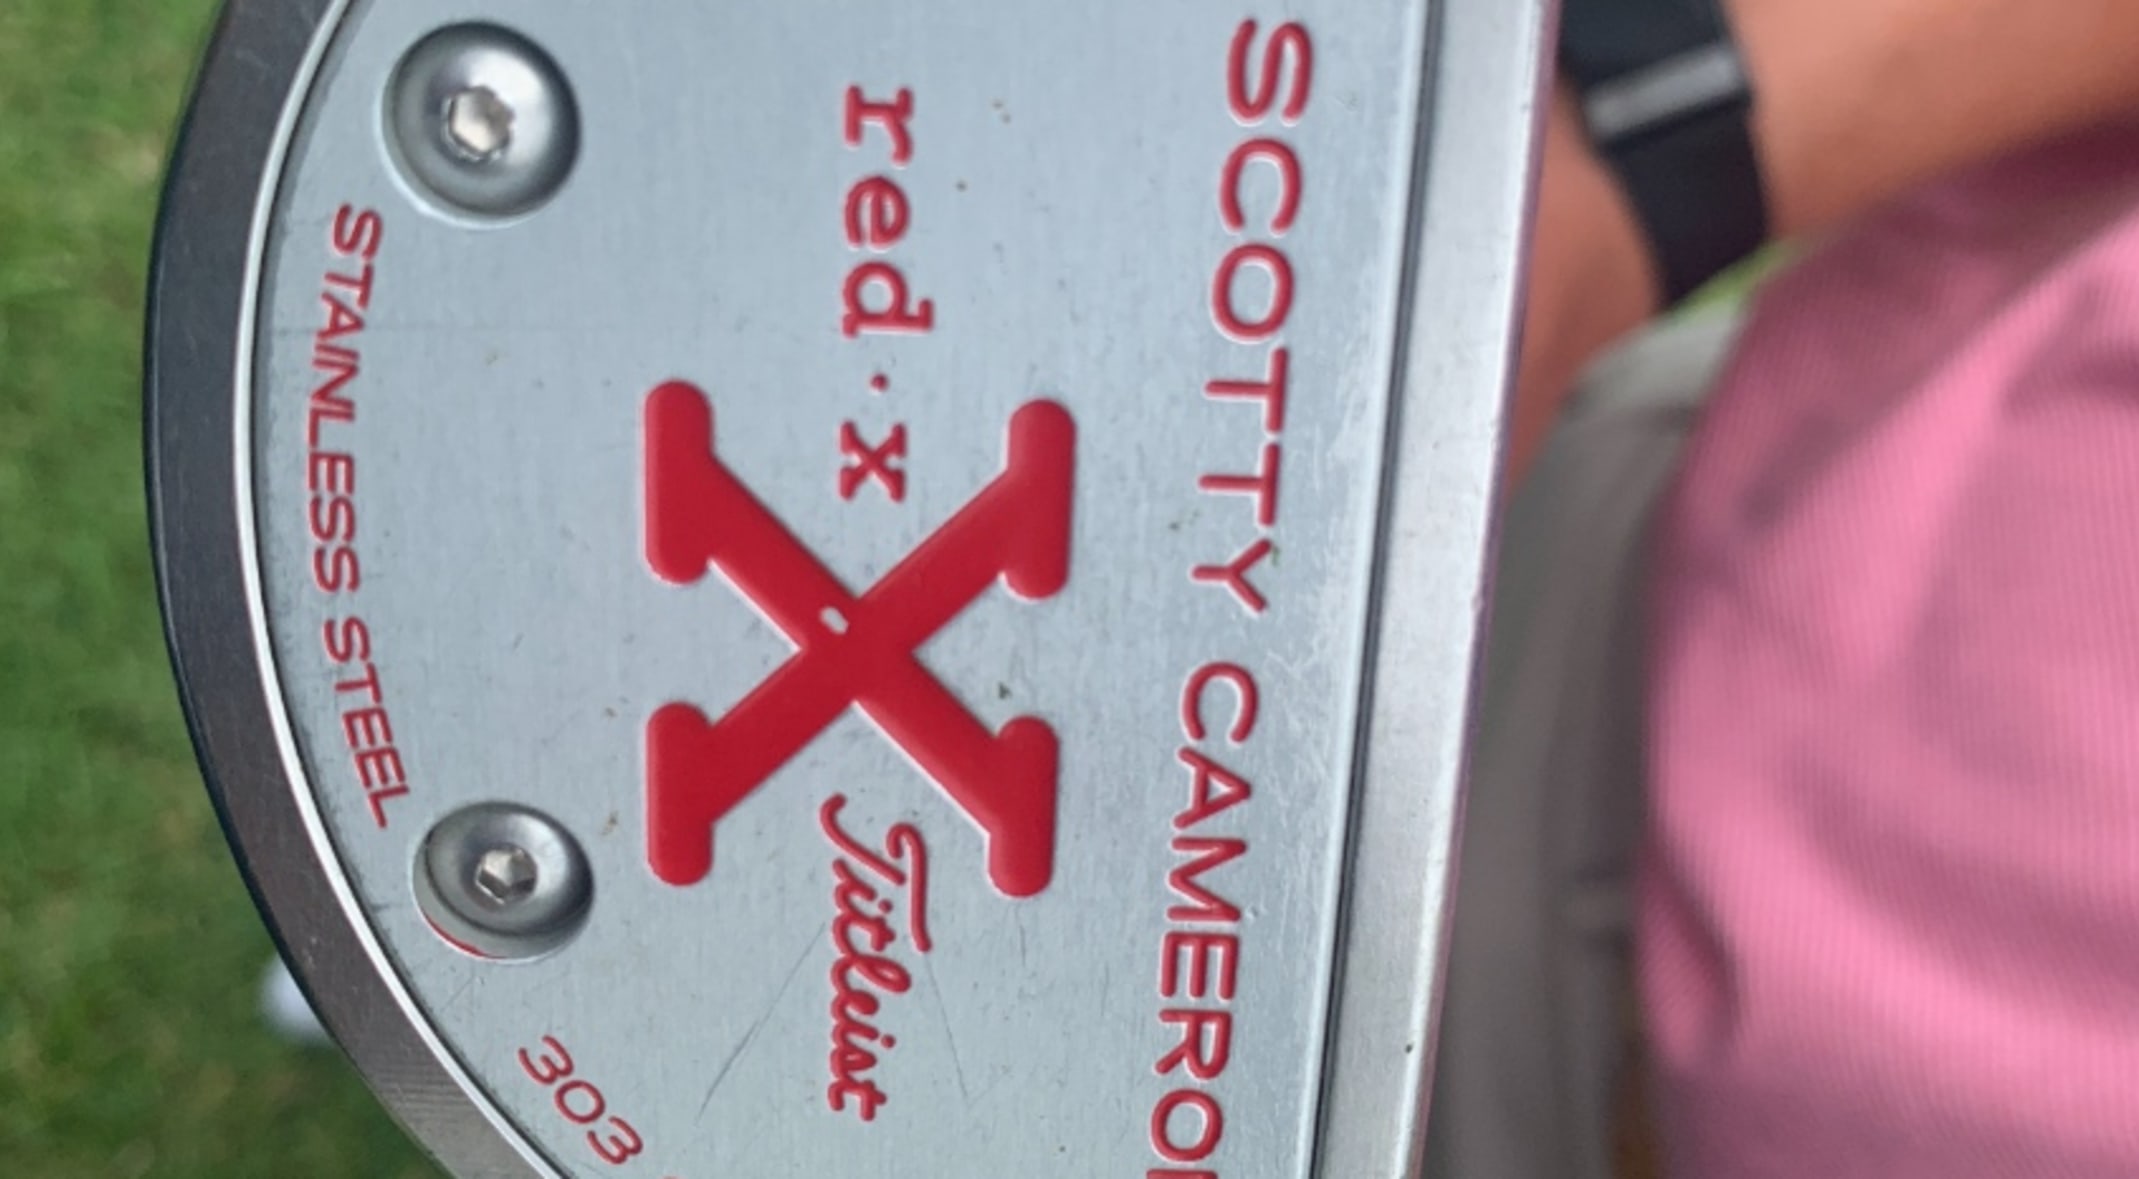 SCOTTY CAMERO
red·x
X
Titleist
STAINLESS STEEL
303